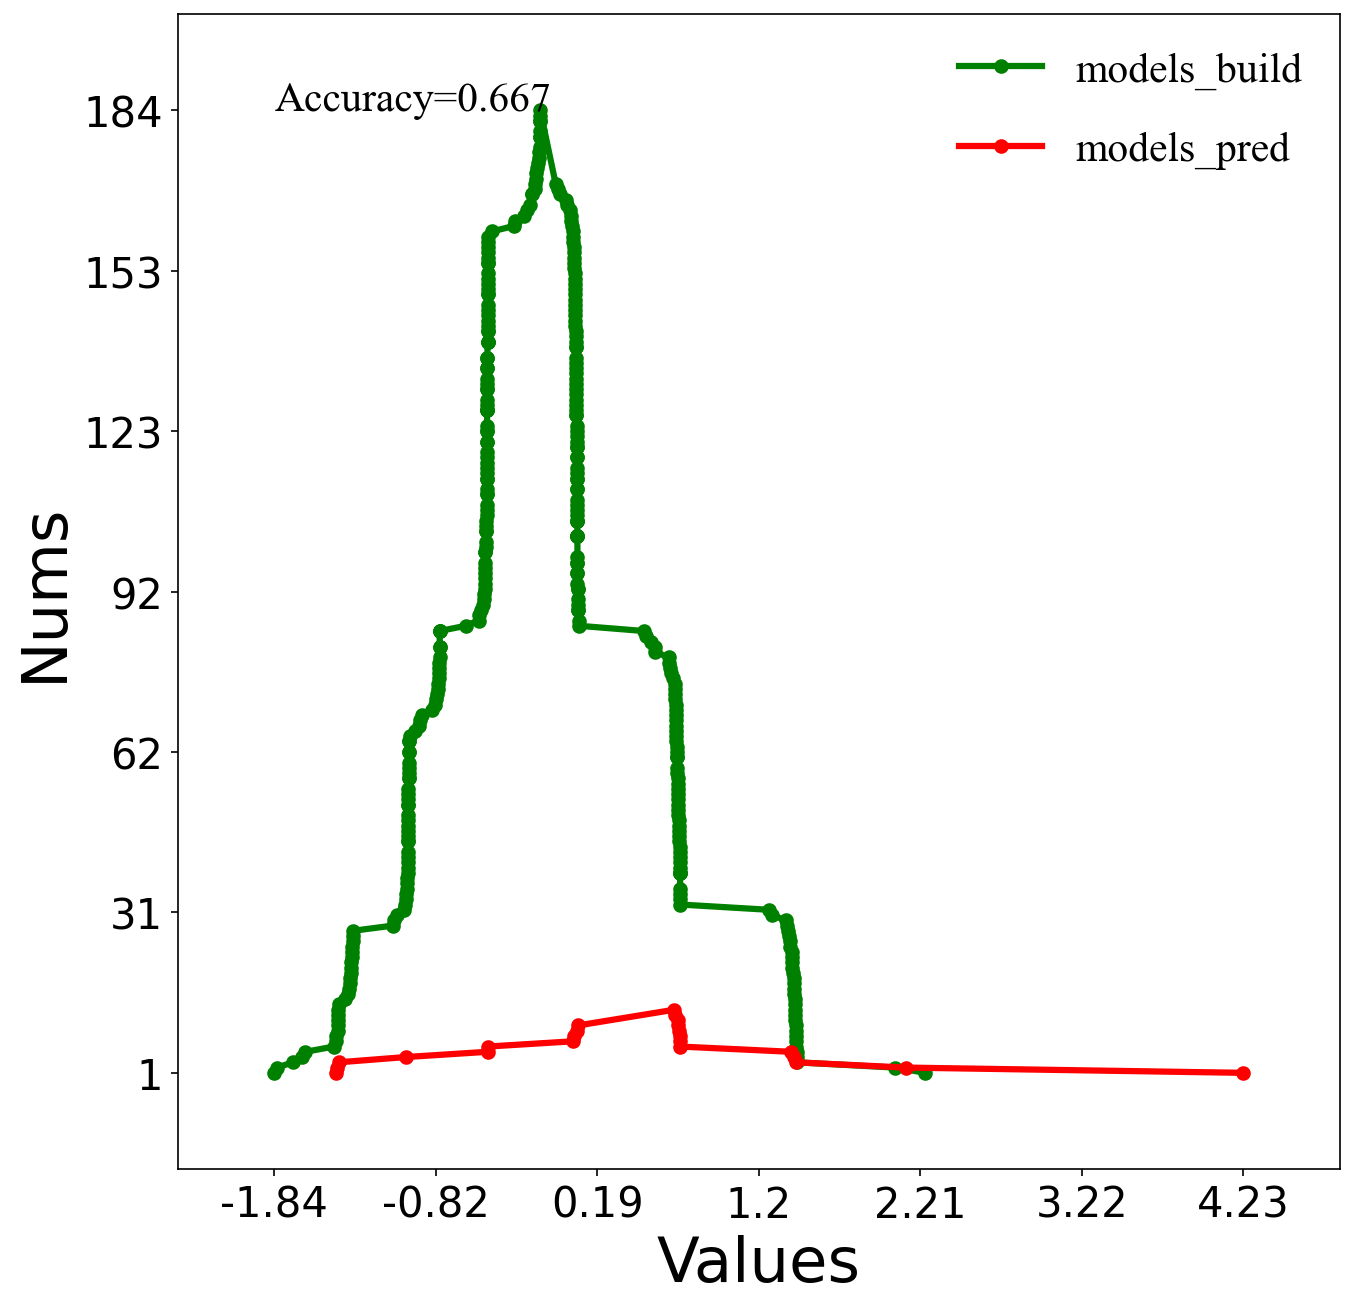 models_build
Accuracy=0.667
models_pred
184
153
123
92
62
31
1
Nums
-1.84 -0.82 0.19 1.2 2.21 3.22 4.23
Values